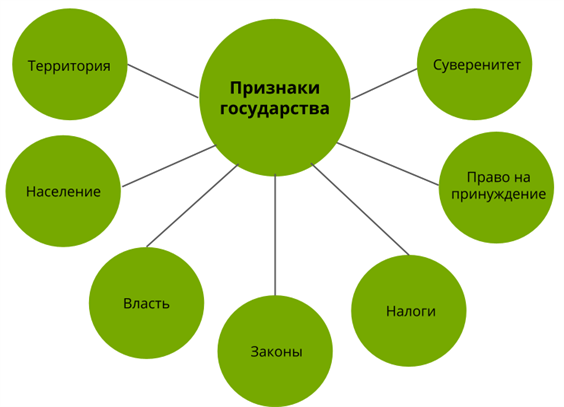 Признаки
государства
Территория
Население
Власть
Законы
Налоги
Право на
принуждение
Суверенитет